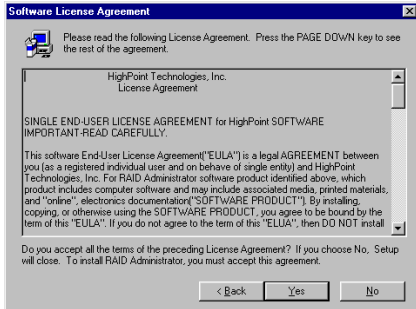 Software License Agreement
Please read the following License Agreement. Press the PAGE DOWN key to see
the rest of the agreement.
HighPoint Technologies, Inc.
License Agreement
SINGLE END-USER LICENSE AGREEMENT for HighPoint SOFTWARE
IMPORTANT-READ CAREFULLY.
This software End-User License Agreement("EULA") is a legal AGREEMENT between
you (as a registered individual user and on behave of single entity) and HighPoint
Technologies, Inc. For RAID Administrator software product identified above, which
product includes computer software and may include associated media, printed materials,
and "online", electronics documentation("SOFTWARE PRODUCT"). By installing,
copying, or otherwise using the SOFTWARE PRODUCT, you agree to be bound by the
term of this "EULA". If you do not agree to the term of this "ELUA", then DO NOT install
Do you accept all the terms of the preceding License Agreement? If you choose No, Setup
will close. To install RAID Administrator, you must accept this agreement.
< Back Yes No